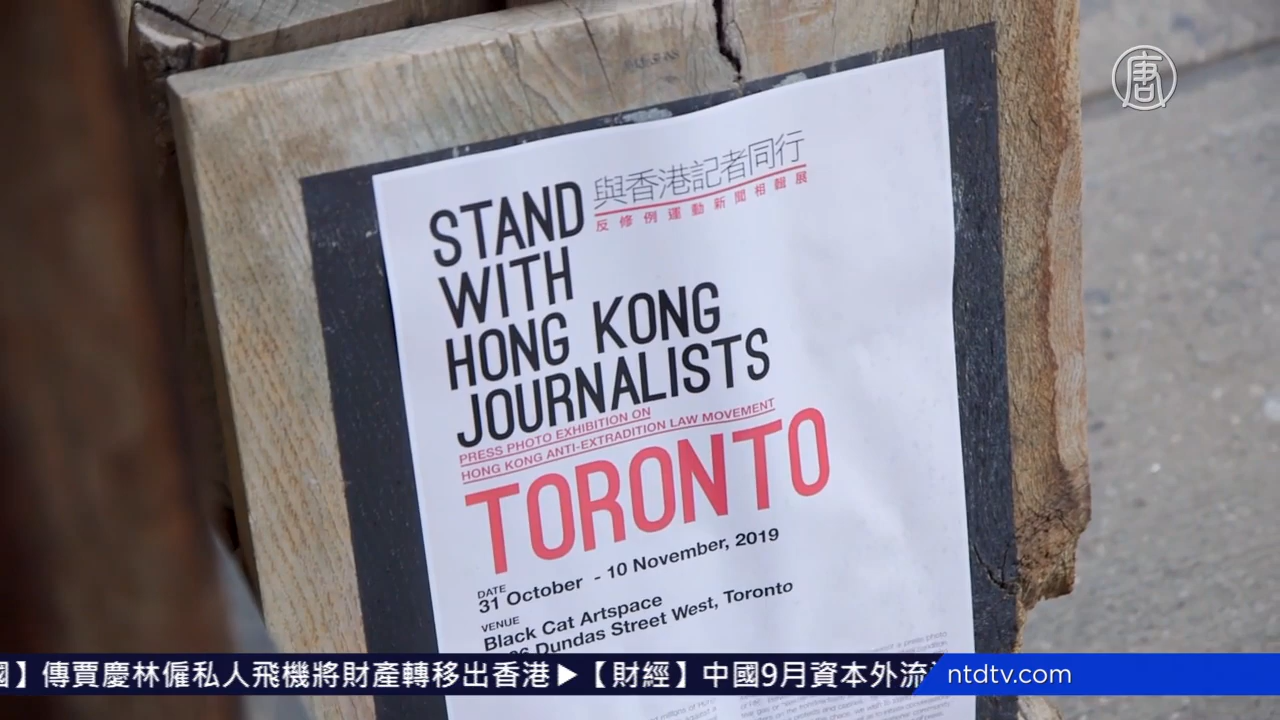 唐
與香港記者同行
反修例運動新聞相輯展
STAND
WITH
HONG KONG
JOURNALISTS
PRESS PHOTO EXHIBITION ON
HONG KONG ANTI-EXTRADITION LAW MOVEMENT
TORONTO
DATE
31 October - 10 November, 2019
VENUE
Black Cat Artspace
Dundas Street West, Toronto
】傳賈慶林僱私人飛機將財產轉移出香港▶【財經】中國9月資本外流
ntdtv.com